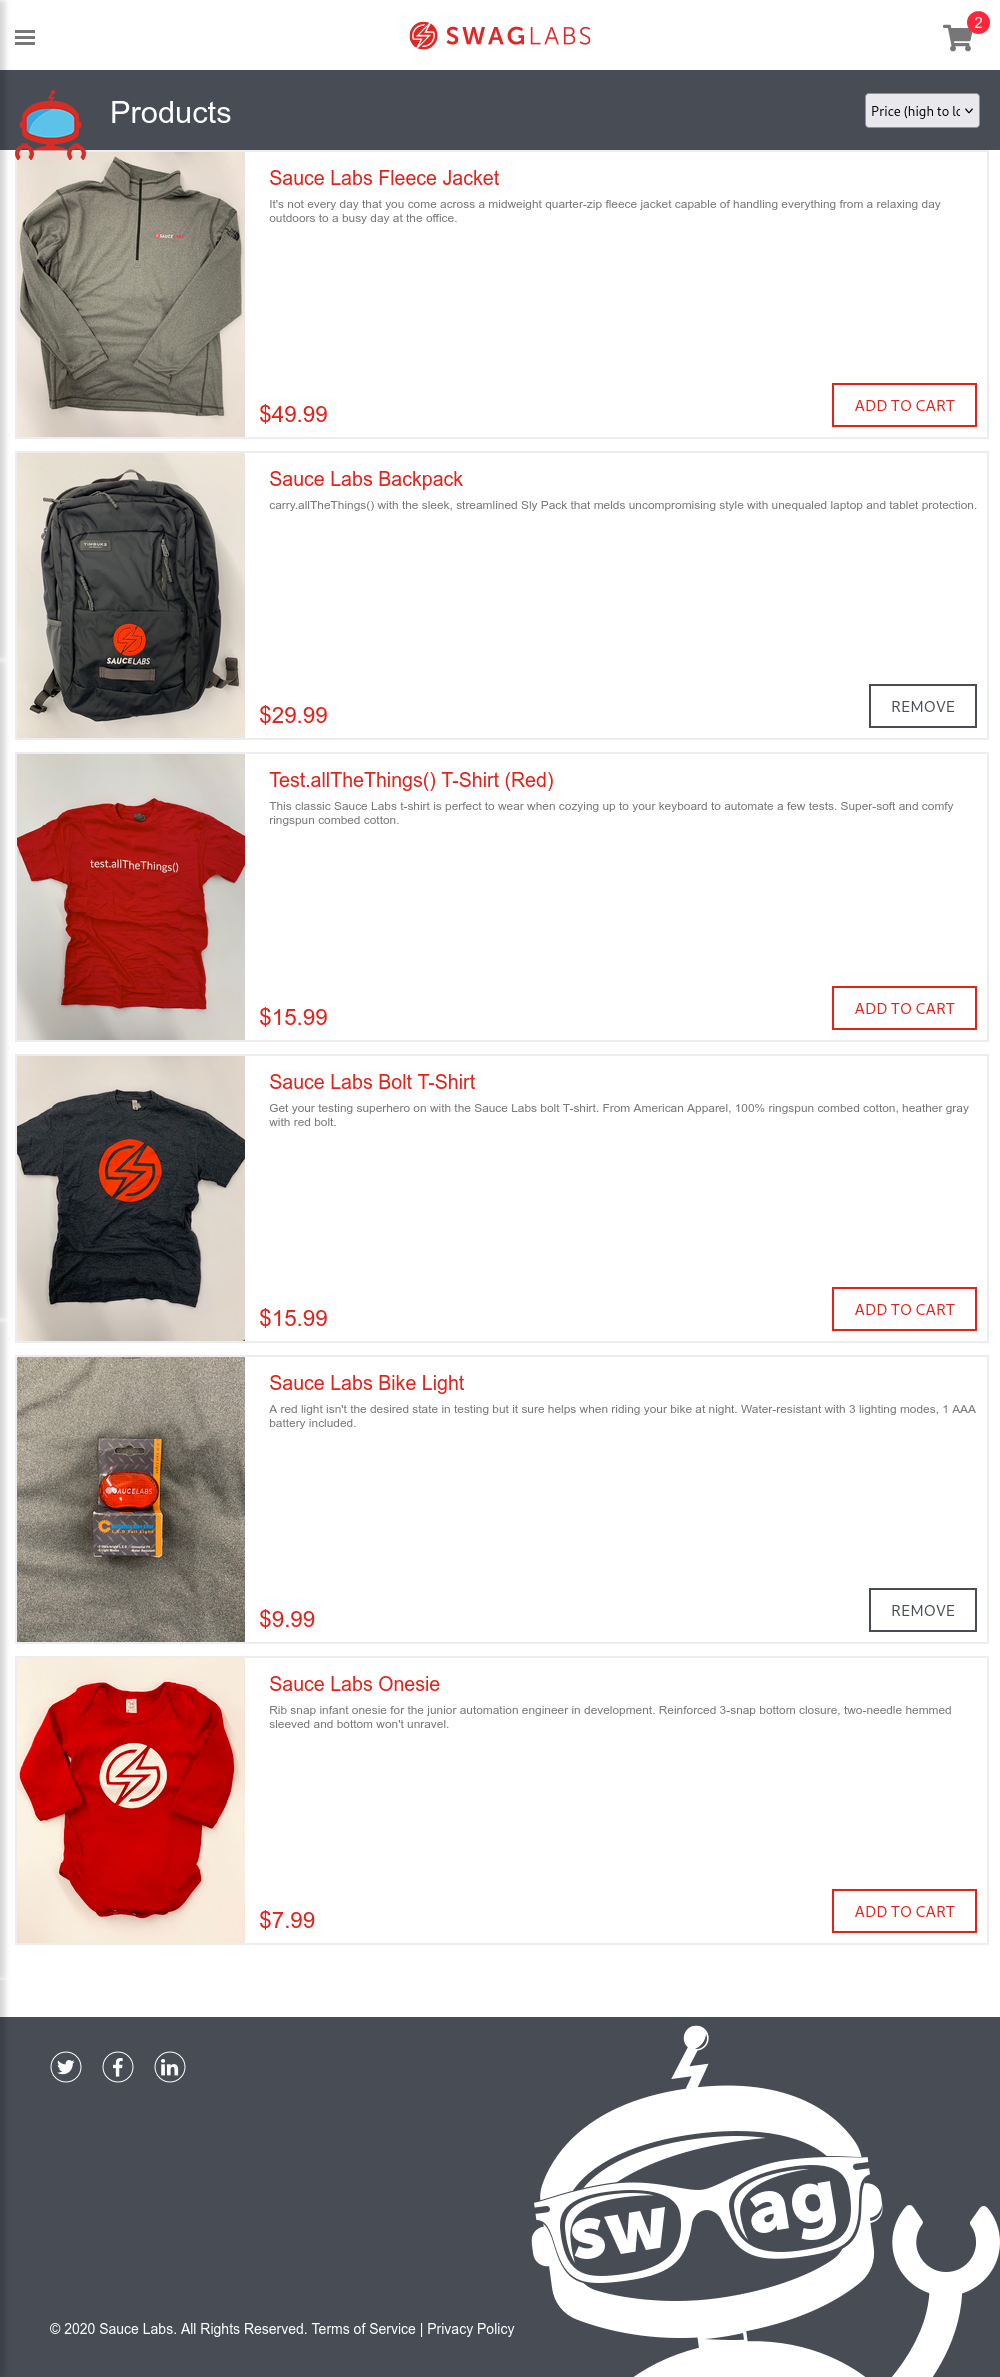 SWAGLABS
2
Products
Price (high to lo
SAUCELABS
Sauce Labs Fleece Jacket
It's not every day that you come across a midweight quarter-zip fleece jacket capable of handling everything from a relaxing day
outdoors to a busy day at the office.
$49.99
ADD TO CART
TIMBUK2
SAUCELABS
Sauce Labs Backpack
carry.allTheThings() with the sleek, streamlined Sly Pack that melds uncompromising style with unequaled laptop and tablet protection.
$29.99
REMOVE
test.allTheThings()
Test.allTheThings() T-Shirt (Red)
This classic Sauce Labs t-shirt is perfect to wear when cozying up to your keyboard to automate a few tests. Super-soft and comfy
ringspun combed cotton.
$15.99
ADD TO CART
Sauce Labs Bolt T-Shirt
Get your testing superhero on with the Sauce Labs bolt T-shirt. From American Apparel, 100% ringspun combed cotton, heather gray
with red bolt.
$15.99
ADD TO CART
SAUCELABS
Sauce Labs Bike Light
A red light isn't the desired state in testing but it sure helps when riding your bike at night. Water-resistant with 3 lighting modes, 1 AAA
battery included.
$9.99
REMOVE
Sauce Labs Onesie
Rib snap infant onesie for the junior automation engineer in development. Reinforced 3-snap bottom closure, two-needle hemmed
sleeved and bottom won't unravel.
$7.99
ADD TO CART
swag
© 2020 Sauce Labs. All Rights Reserved. Terms of Service | Privacy Policy